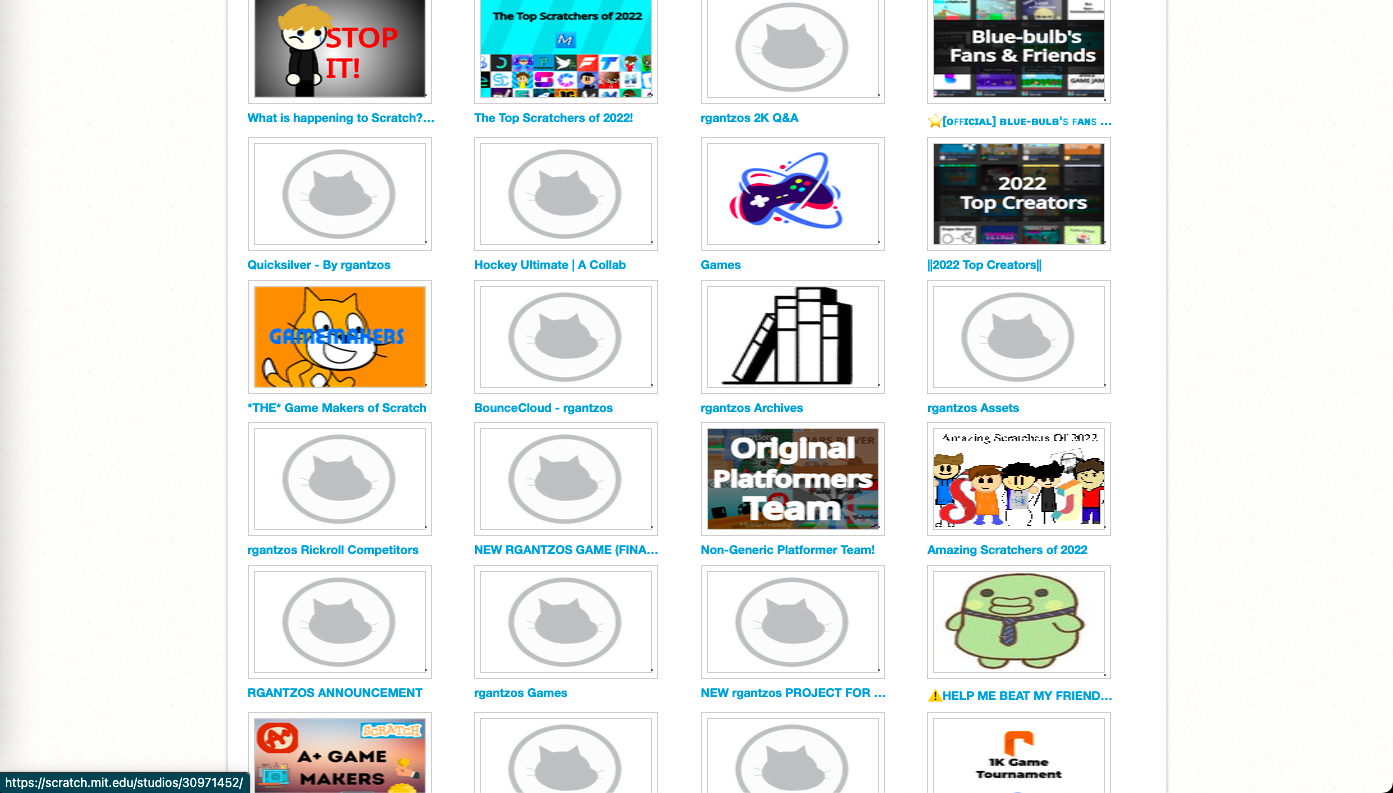 STOP
IT!
The Top Scratchers of 2022
Blue-bulb's
Fans & Friends
What is happening to Scratch?...
The Top Scratchers of 2022!
rgantzos 2K Q&A
⭐[ᴏꜰꜰɪᴄɪᴀʟ] ʙʟᴜᴇ-ʙᴜʟʙ'ꜱ ꜰᴀɴꜱ ...
2022
Top Creators
Quicksilver - By rgantzos
Hockey Ultimate | A Collab
Games
||2022 Top Creators||
GAMEMAKERS
*THE* Game Makers of Scratch
BounceCloud - rgantzos
rgantzos Archives
rgantzos Assets
Original
Platformers
Team
Amazing Scratchers Of 2022
rgantzos Rickroll Competitors
NEW RGANTZOS GAME (FINA...
Non-Generic Platformer Team!
Amazing Scratchers of 2022
RGANTZOS ANNOUNCEMENT
rgantzos Games
NEW rgantzos PROJECT FOR ...
⚠️HELP ME BEAT MY FRIEND...
SCRATCH
A+ GAME
MAKERS
1K Game
Tournament
https://scratch.mit.edu/studios/30971452/